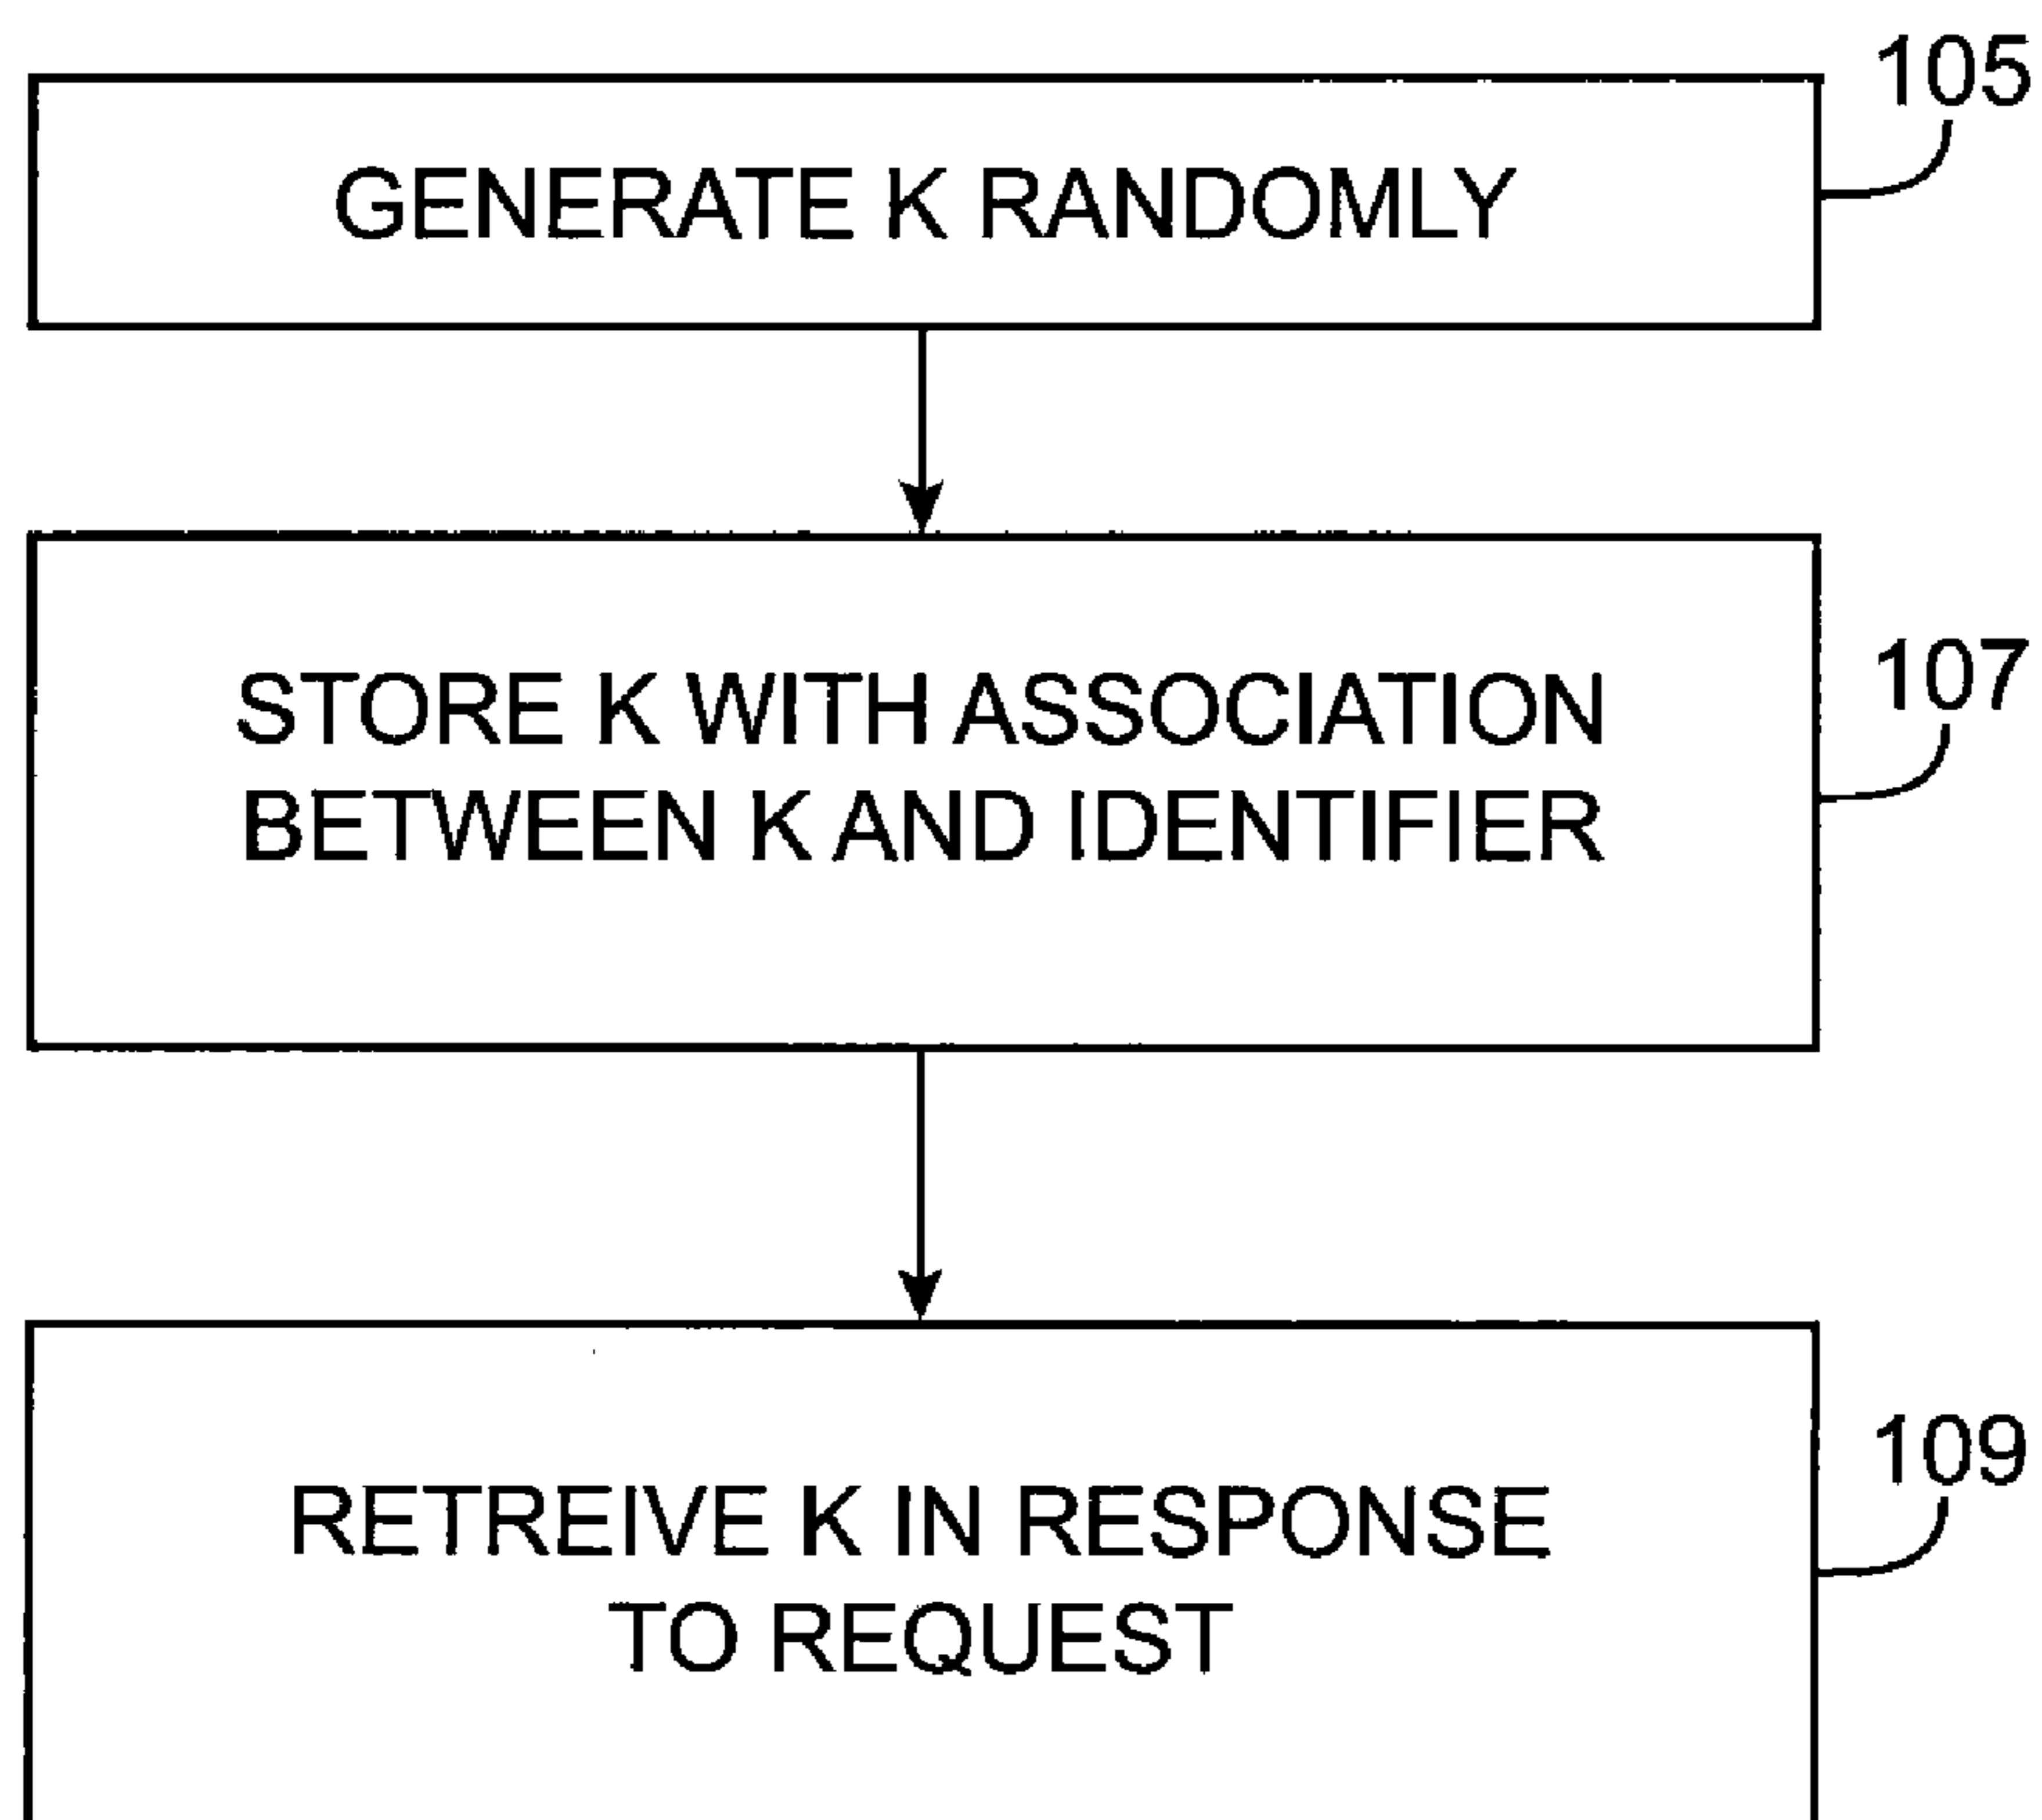 105
GENERATE K RANDOMLY
107
STORE K WITH ASSOCIATION
BETWEEN K AND IDENTIFIER
109
RETREIVE K IN RESPONSE
TO REQUEST